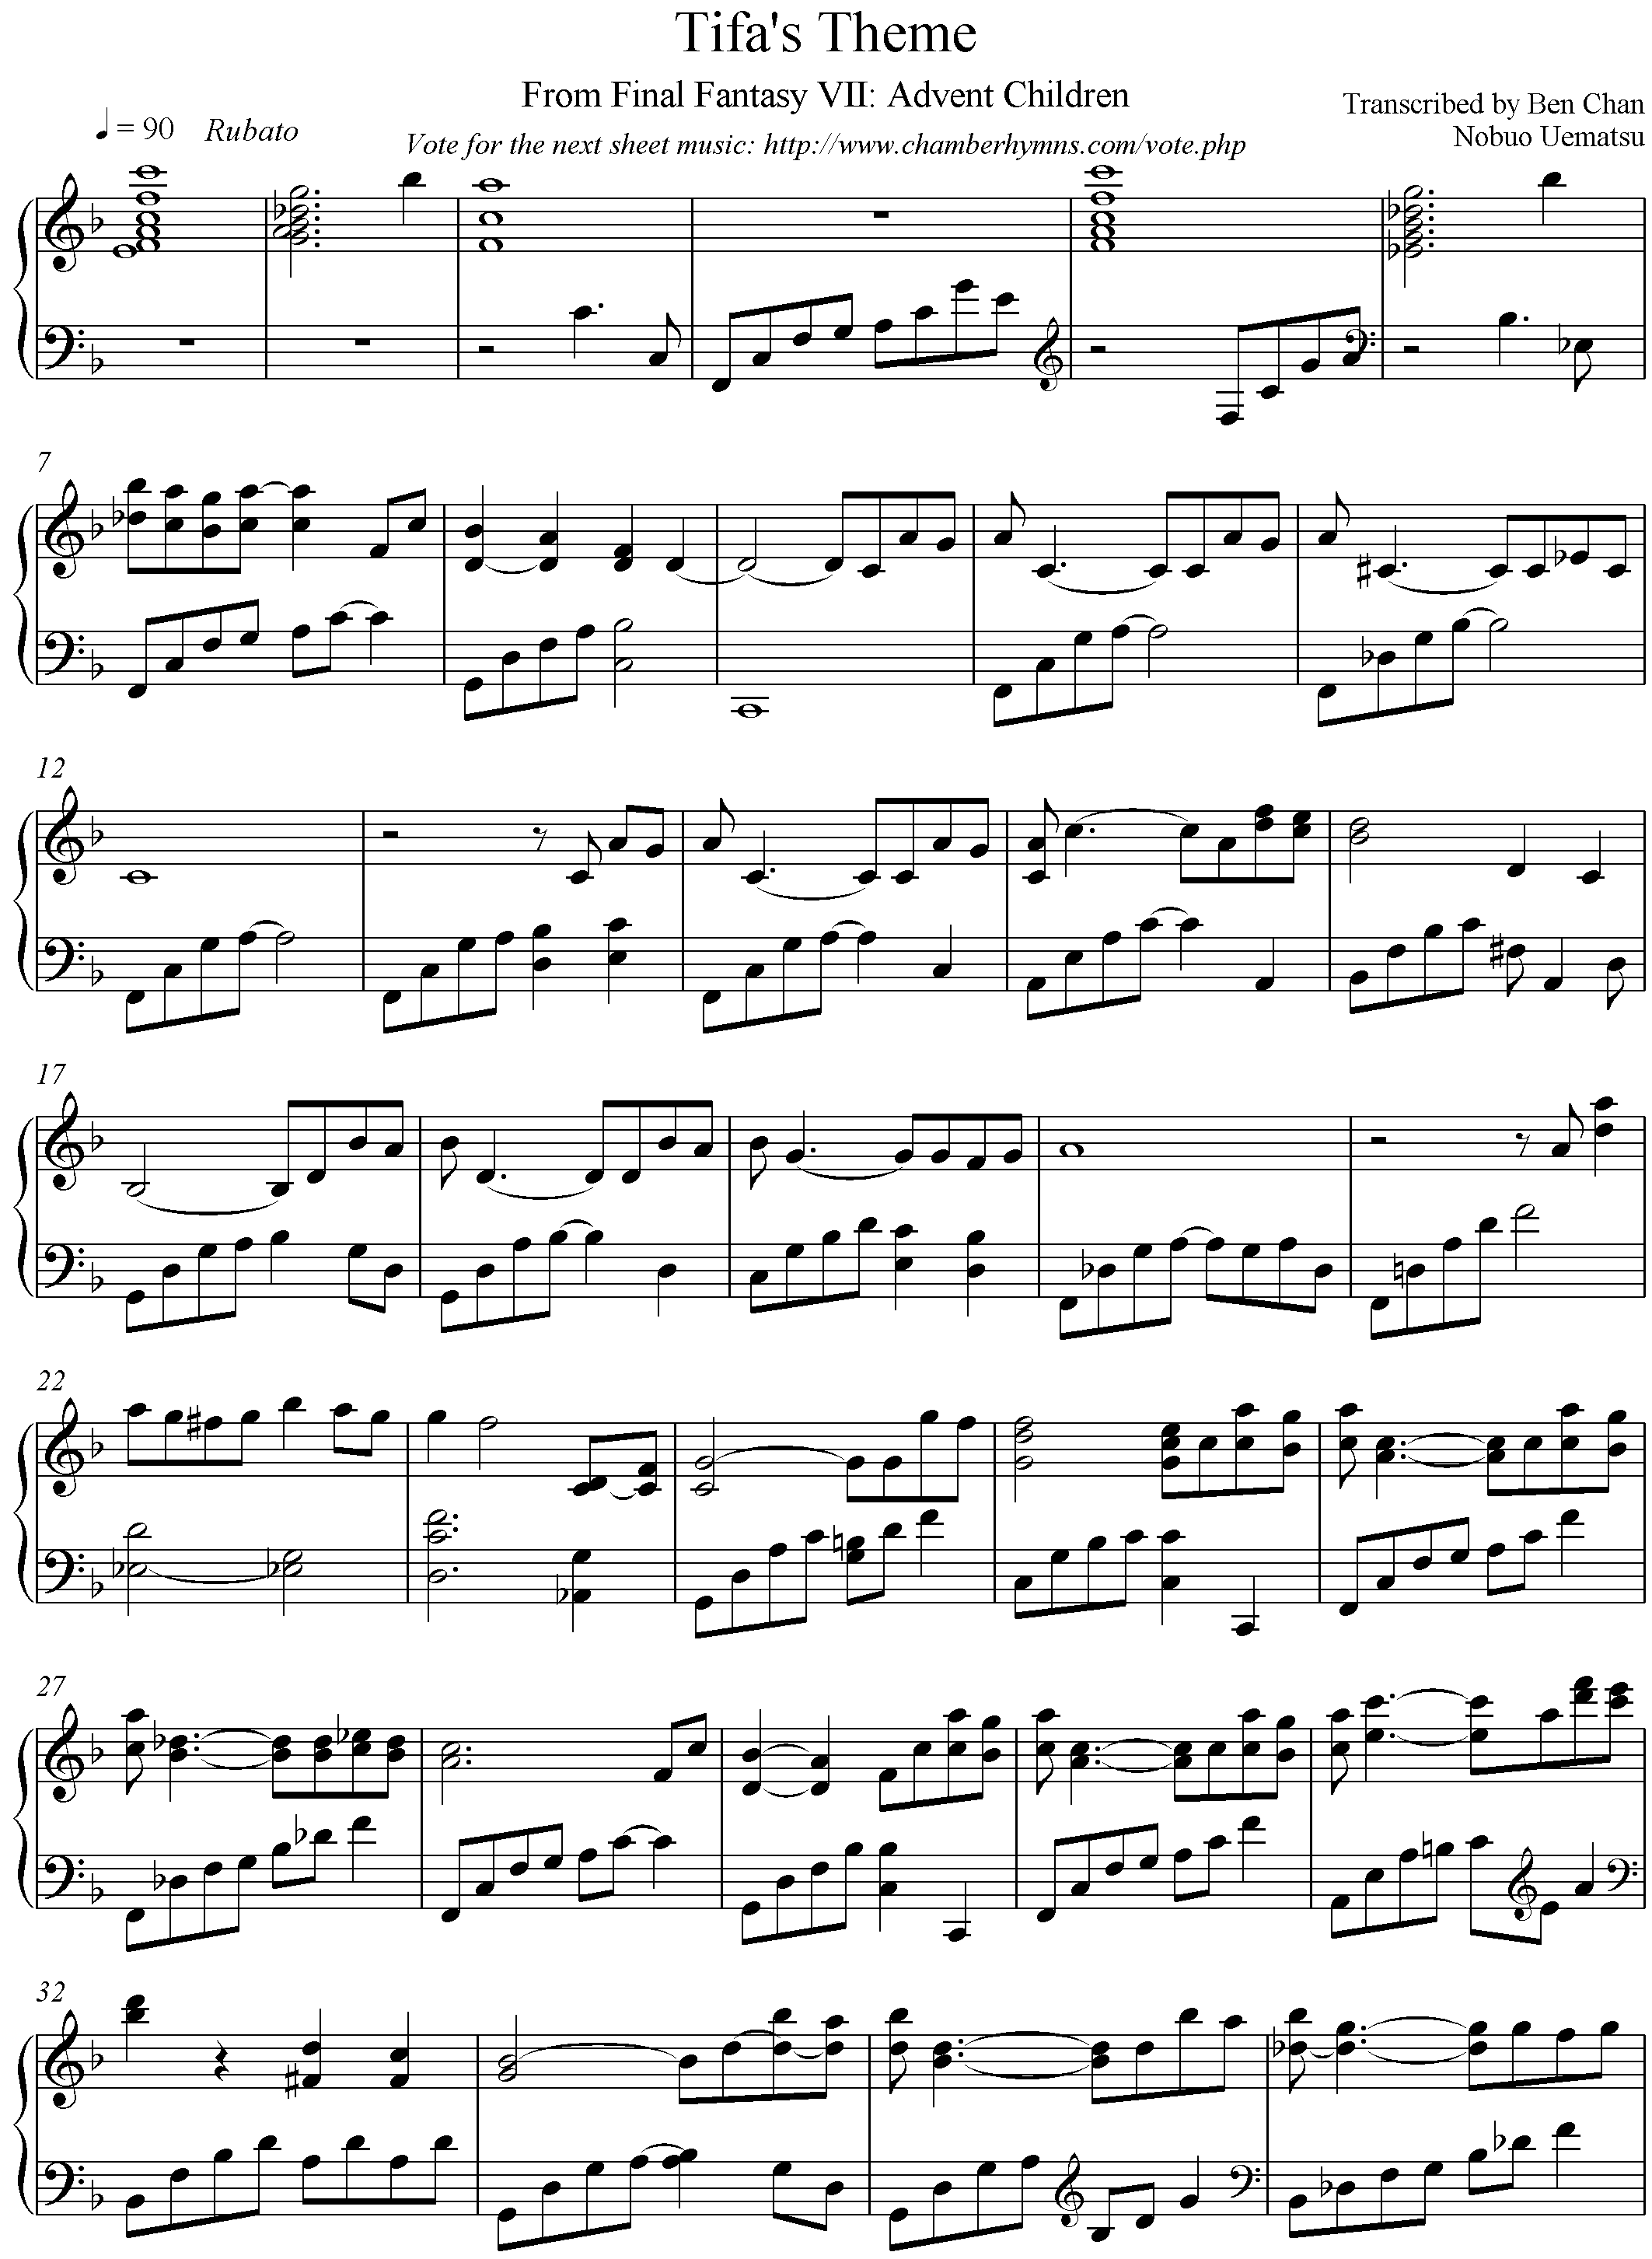 Tifa's Theme
From Final Fantasy VII: Advent Children
Transcribed by Ben Chan
♩ = 90 Rubato
Vote for the next sheet music: http://www.chamberhymns.com/vote.php
Nobuo Uematsu
7
12
17
22
27
32